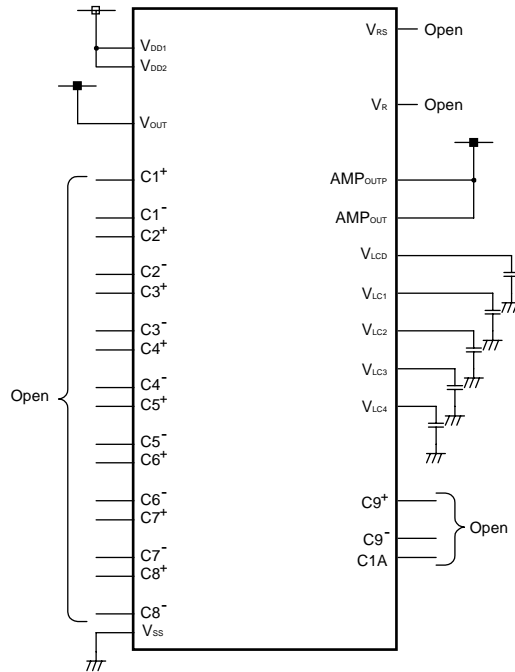 VDD1
VDD2
VOUT
C1+
C1-
C2+
C2-
C3+
C3-
C4+
C4-
C5+
C5-
C6+
C6-
C7+
C7-
C8+
C8-
VSS
Open
VRS
Open
VR
Open
AMPOUTP
AMPOUT
VLCD
VLC1
VLC2
VLC3
VLC4
C9+
C9-
C1A
Open